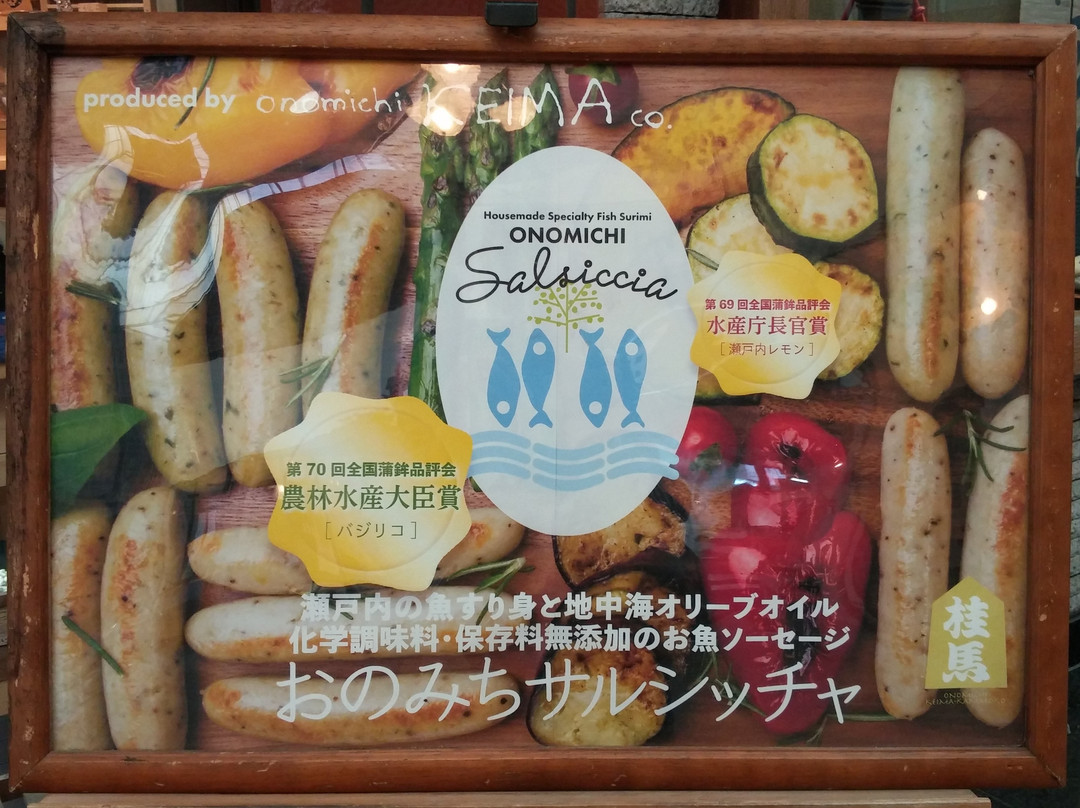 produced by onomichi KEIMA co.
Housemade Specialty Fish Surimi
ONOMICHI
Salsiccia
第69回全国蒲鉾品評会
水産庁長官賞
[瀬戸内レモン]
第70回全国蒲鉾品評会
農林水産大臣賞
[バジリコ]
瀬戸内の魚すり身と地中海オリーブオイル
化学調味料・保存料無添加のお魚ソーセージ
おのみちサルシッチャ
桂馬